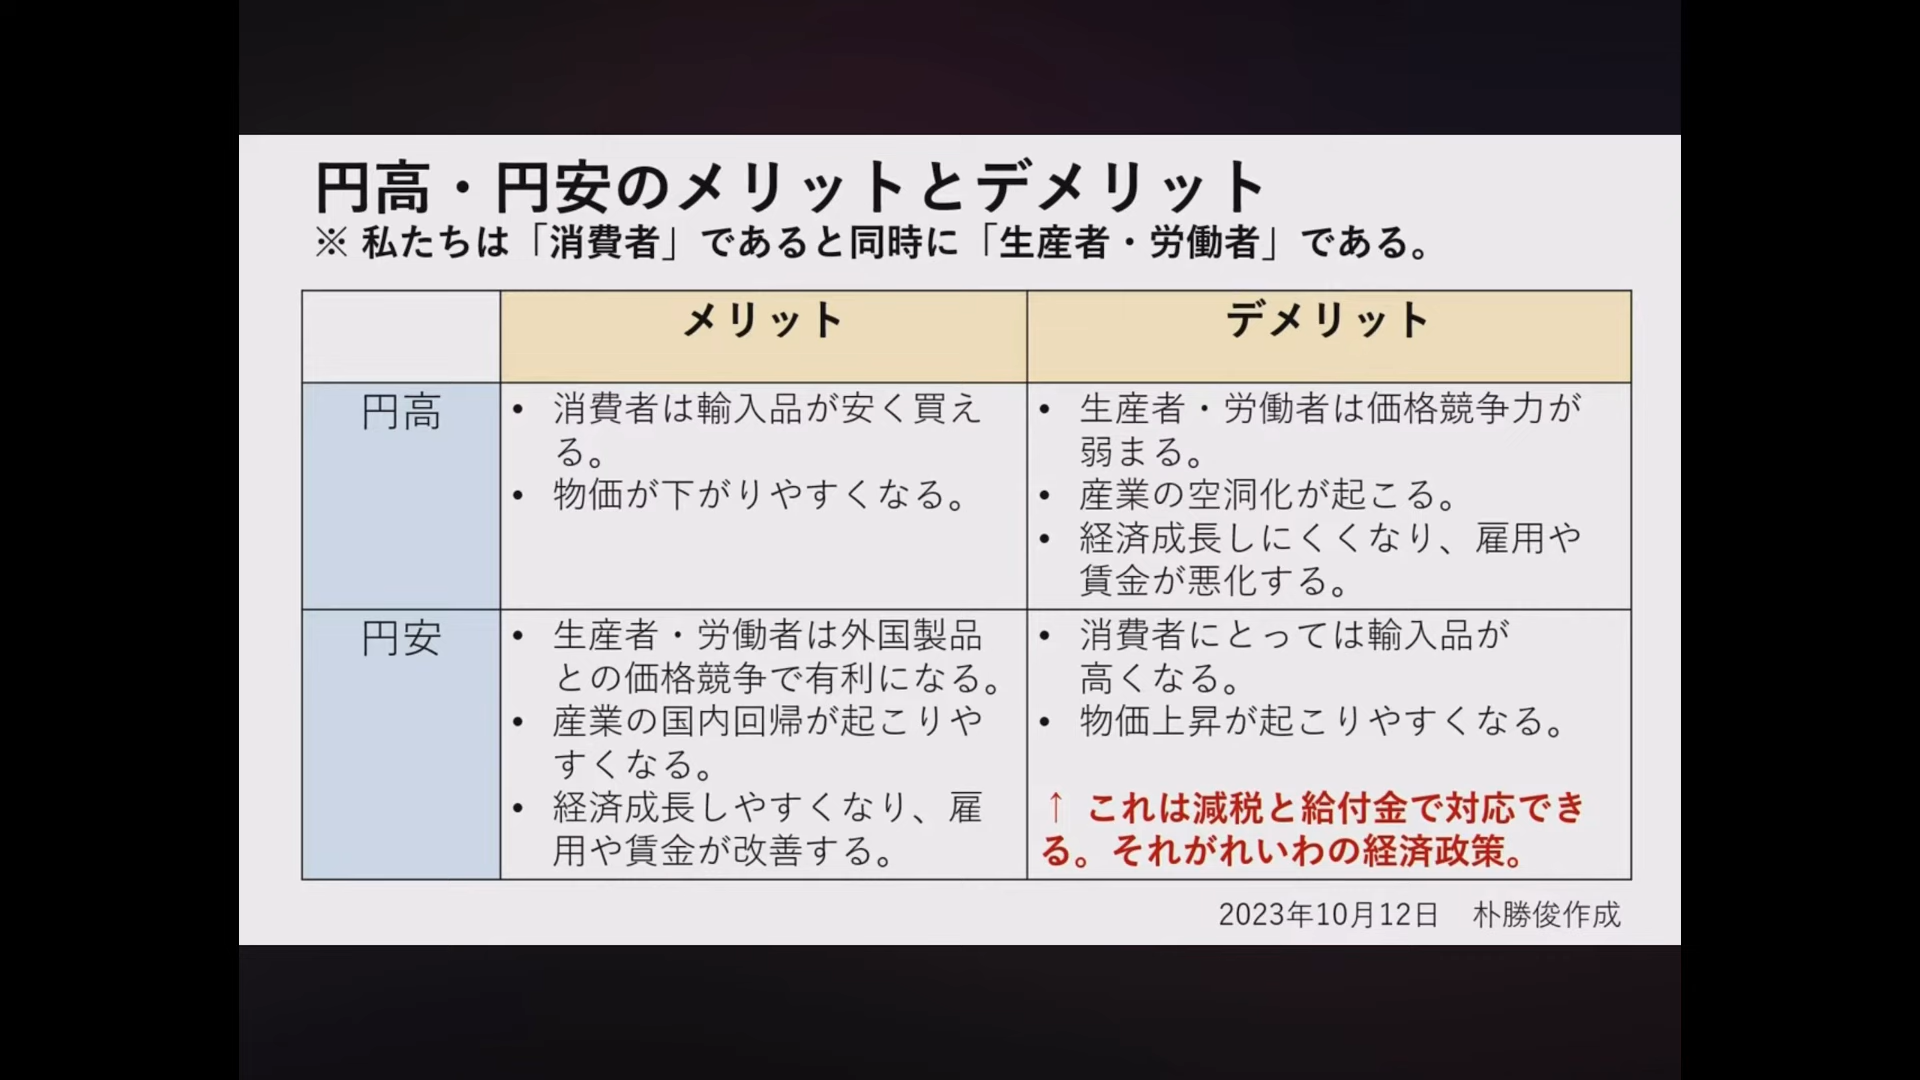 円高・円安のメリットとデメリット
※ 私たちは「消費者」であると同時に「生産者・労働者」である。
メリット
デメリット
円高
• 消費者は輸入品が安く買え
る。
• 物価が下がりやすくなる。
• 生産者・労働者は価格競争力が
弱まる。
• 産業の空洞化が起こる。
• 経済成長しにくくなり、雇用や
賃金が悪化する。
円安
• 生産者・労働者は外国製品
との価格競争で有利になる。
• 産業の国内回帰が起こりや
すくなる。
• 経済成長しやすくなり、雇
用や賃金が改善する。
• 消費者にとっては輸入品が
高くなる。
• 物価上昇が起こりやすくなる。
↑ これは減税と給付金で対応でき
る。それがれいわの経済政策。
2023年10月12日 朴勝俊作成